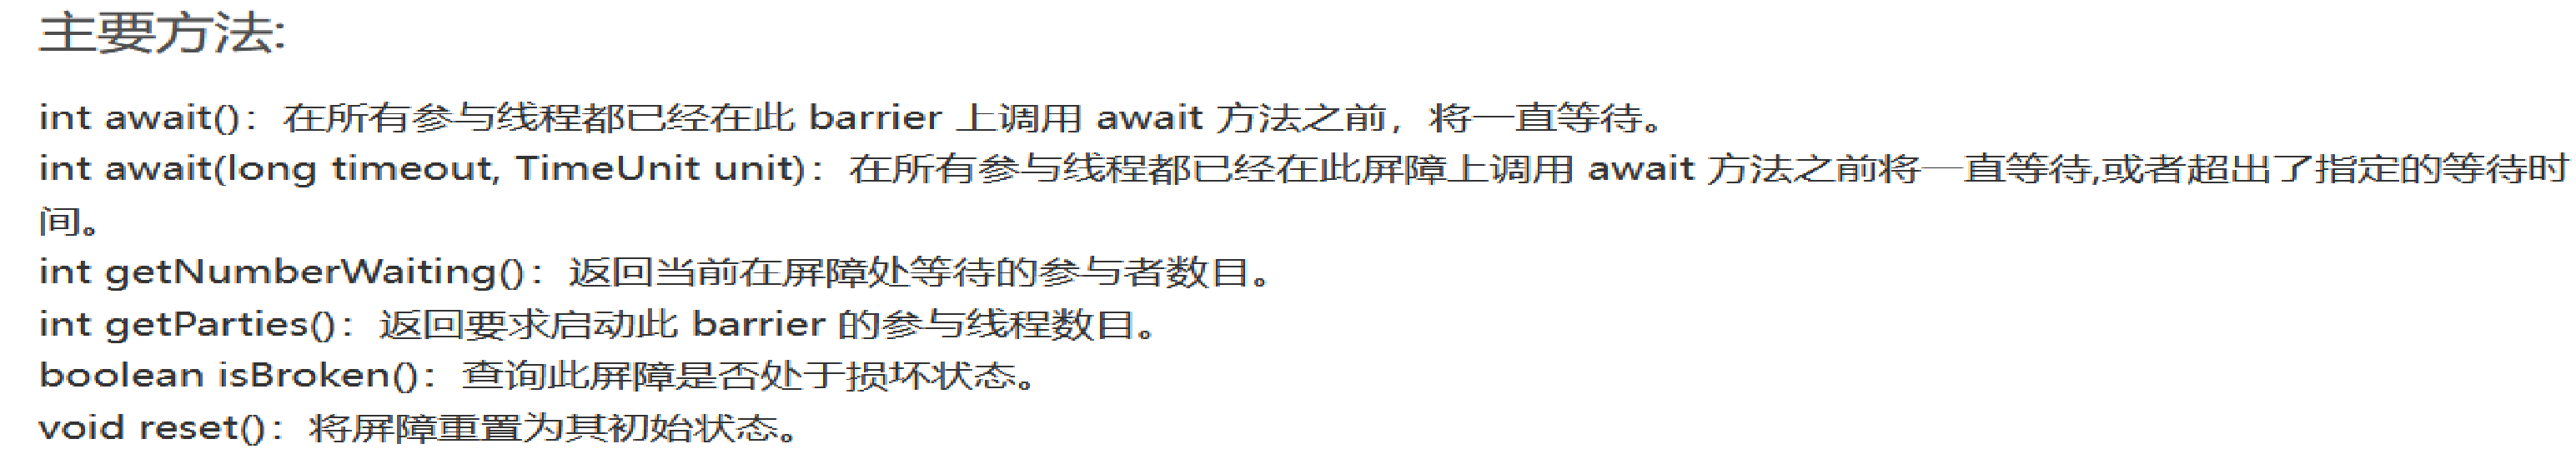 主要方法:
int await()：在所有参与线程都已经在此 barrier 上调用 await 方法之前，将一直等待。
int await(long timeout, TimeUnit unit)：在所有参与线程都已经在此屏障上调用 await 方法之前将一直等待,或者超出了指定的等待时
间。
int getNumberWaiting()：返回当前在屏障处等待的参与者数目。
int getParties()：返回要求启动此 barrier 的参与线程数目。
boolean isBroken()：查询此屏障是否处于损坏状态。
void reset()：将屏障重置为其初始状态。